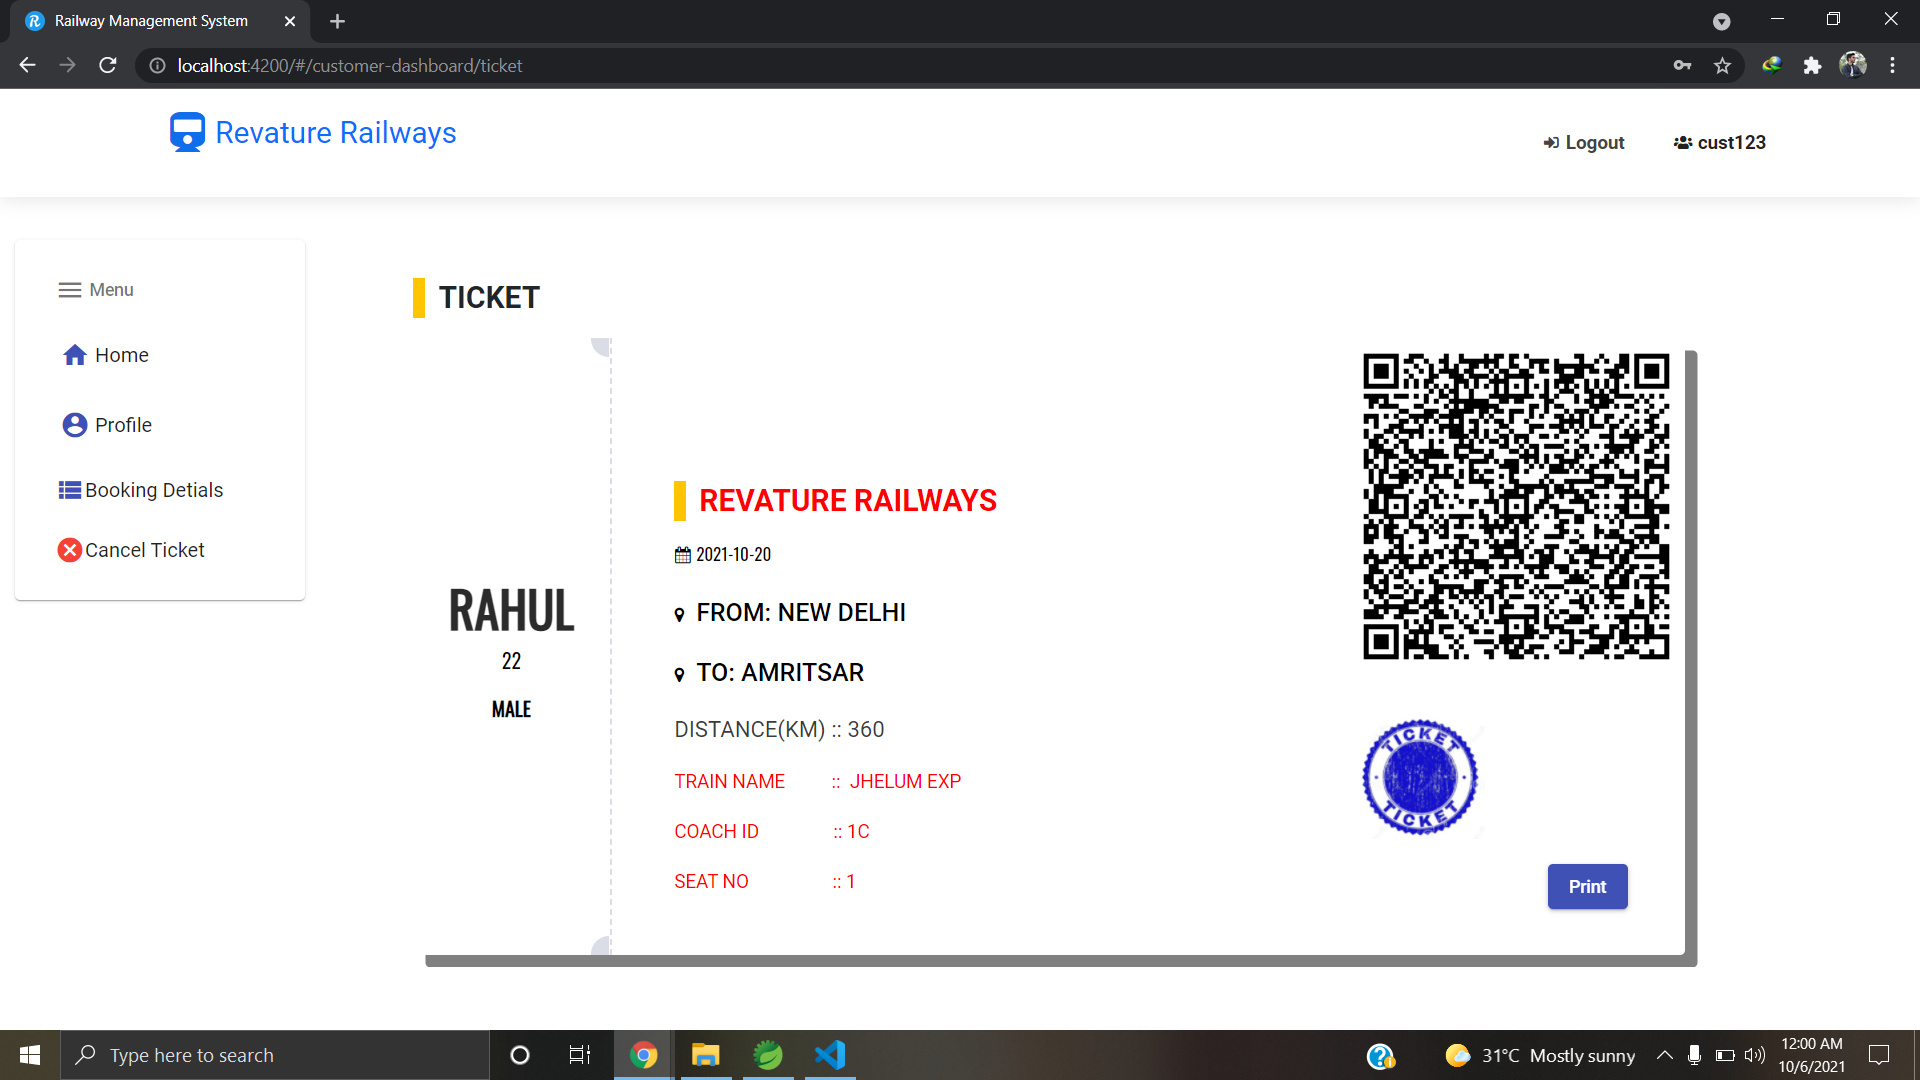 Railway Management System
localhost:4200/#/customer-dashboard/ticket
Revature Railways
Logout
cust123
Menu
Home
Profile
Booking Detials
Cancel Ticket
TICKET
RAHUL
22
MALE
REVATURE RAILWAYS
2021-10-20
FROM: NEW DELHI
TO: AMRITSAR
DISTANCE(KM) :: 360
TRAIN NAME :: JHELUM EXP
COACH ID :: 1C
SEAT NO :: 1
TICKET
TICKET
Print
Type here to search
31°C Mostly sunny
12:00 AM
10/6/2021